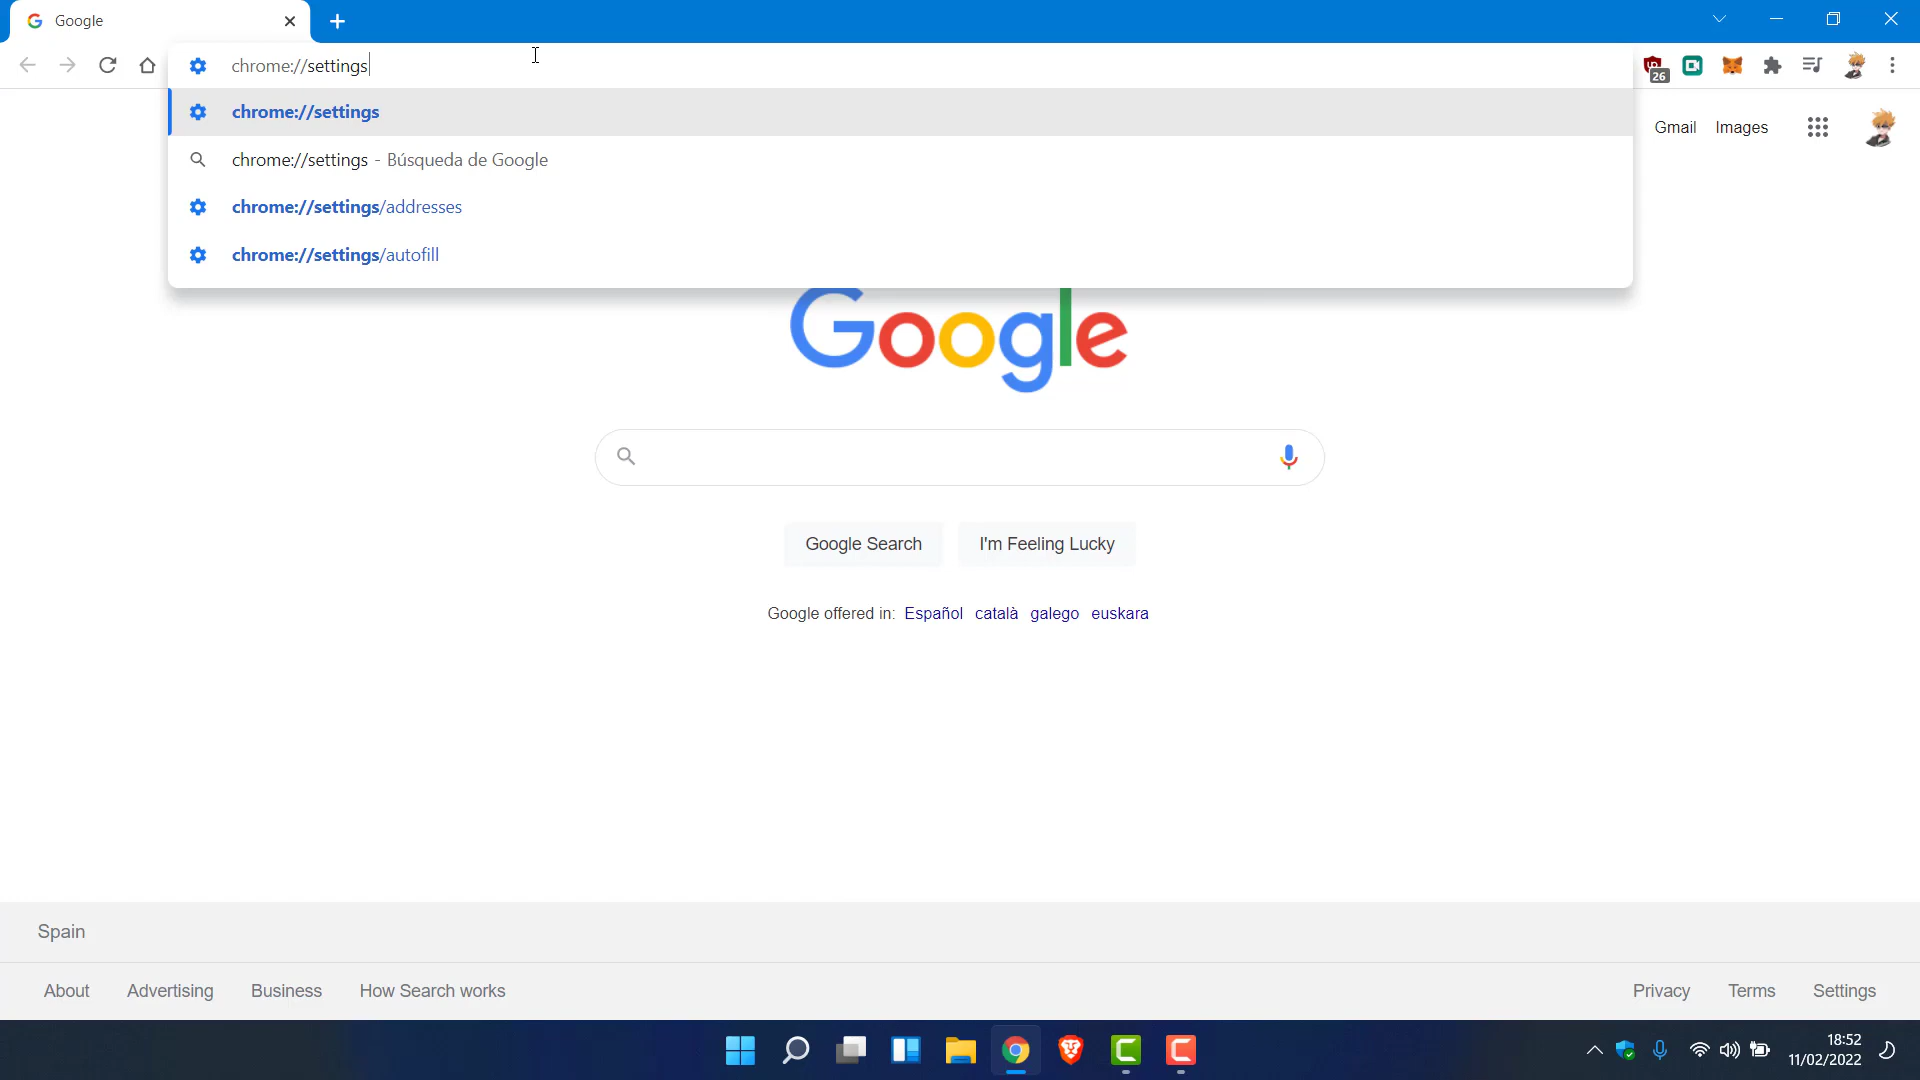 Google
chrome://settings
26
chrome://settings
chrome://settings - Búsqueda de Google
chrome://settings/addresses
chrome://settings/autofill
Gmail Images
Google
Google Search I'm Feeling Lucky
Google offered in: Español català galego euskara
Spain
About Advertising Business How Search works Privacy Terms Settings
18:52
11/02/2022